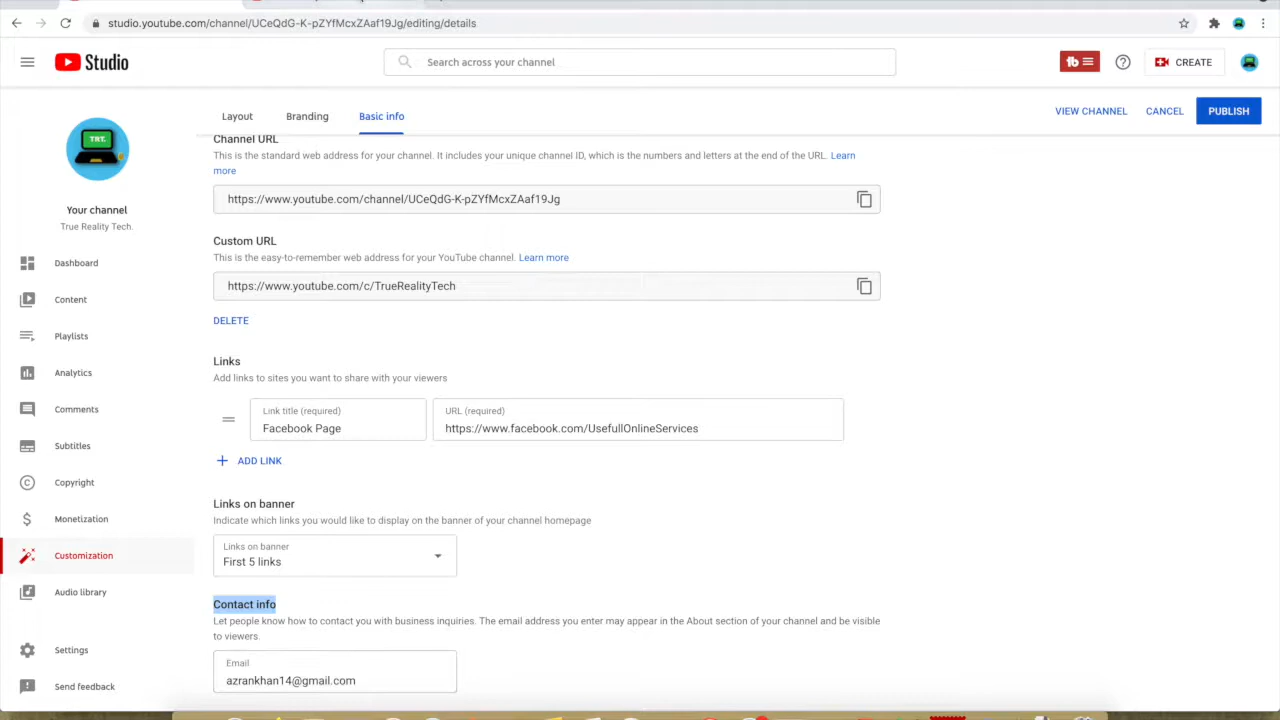 studio.youtube.com/channel/UCeQdG-K-pZYfMcxZAaf19Jg/editing/details
Studio
Search across your channel
CREATE
TRT.
Your channel
True Reality Tech.
Dashboard
Content
Playlists
Analytics
Comments
Subtitles
Copyright
Monetization
Customization
Audio library
Settings
Send feedback
Layout
Branding
Basic info
VIEW CHANNEL
CANCEL
PUBLISH
Channel URL
This is the standard web address for your channel. It includes your unique channel ID, which is the numbers and letters at the end of the URL. Learn
more
https://www.youtube.com/channel/UCeQdG-K-pZYfMcxZAaf19Jg
Custom URL
This is the easy-to-remember web address for your YouTube channel. Learn more
https://www.youtube.com/c/TrueRealityTech
DELETE
Links
Add links to sites you want to share with your viewers
Link title (required)
Facebook Page
URL (required)
https://www.facebook.com/UsefullOnlineServices
ADD LINK
Links on banner
Indicate which links you would like to display on the banner of your channel homepage
Links on banner
First 5 links
Contact info
Let people know how to contact you with business inquiries. The email address you enter may appear in the About section of your channel and be visible
to viewers.
Email
azrankhan14@gmail.com